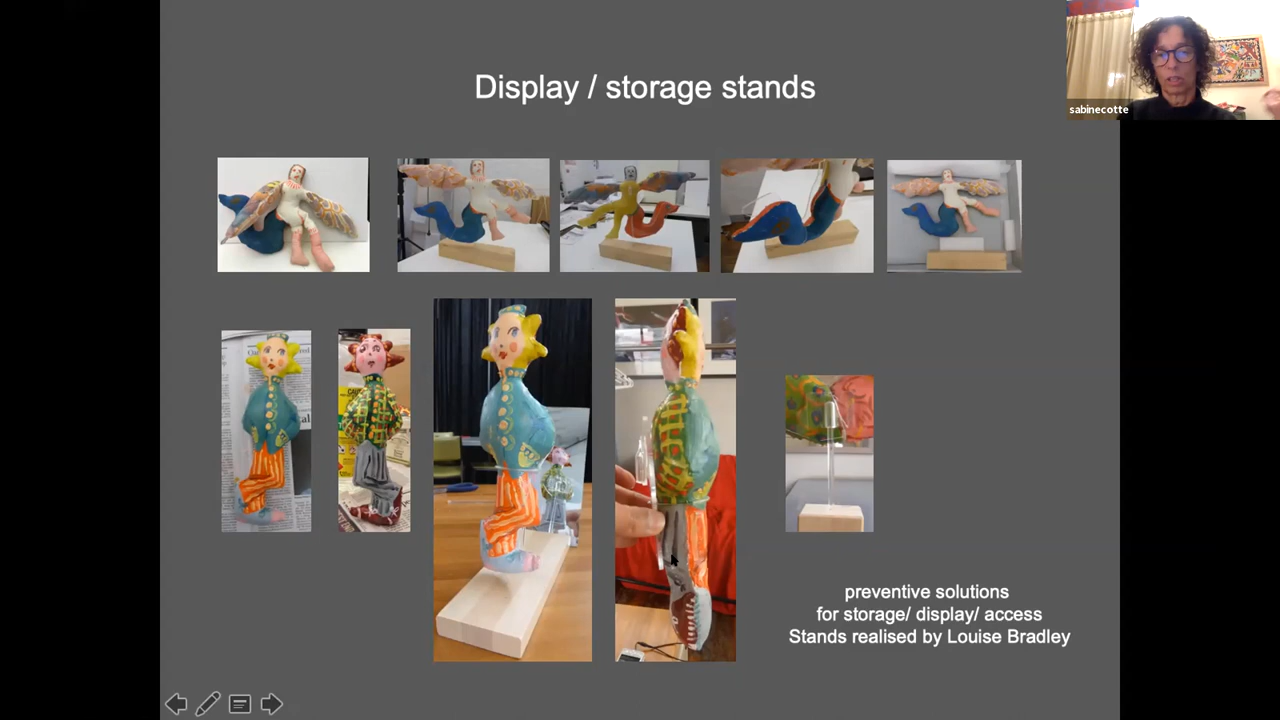 Display / storage stands
sabinecotte
preventive solutions
for storage/ display/ access
Stands realised by Louise Bradley